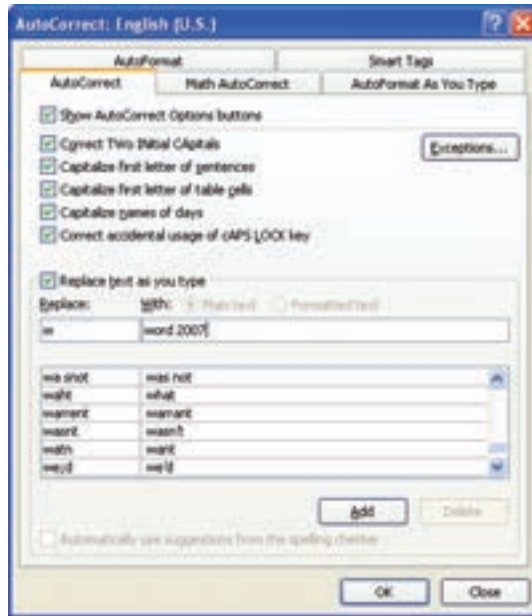 AutoCorrect: English (U.S.)
AutoFormat Smart Tags
AutoCorrect Math AutoCorrect AutoFormat As You Type
Show AutoCorrect Options buttons
Correct TWo INitial CApitals
Exceptions...
Capitalize first letter of sentences
Capitalize first letter of table cells
Capitalize names of days
Correct accidental usage of cAPS LOCK key
Replace text as you type
Replace: With: Plain text Formatted text
w word 2007
wa snot was not
waht what
warrent warrant
wasnt wasn't
watn want
we;d we'd
Add Delete
Automatically use suggestions from the spelling checker
OK Close